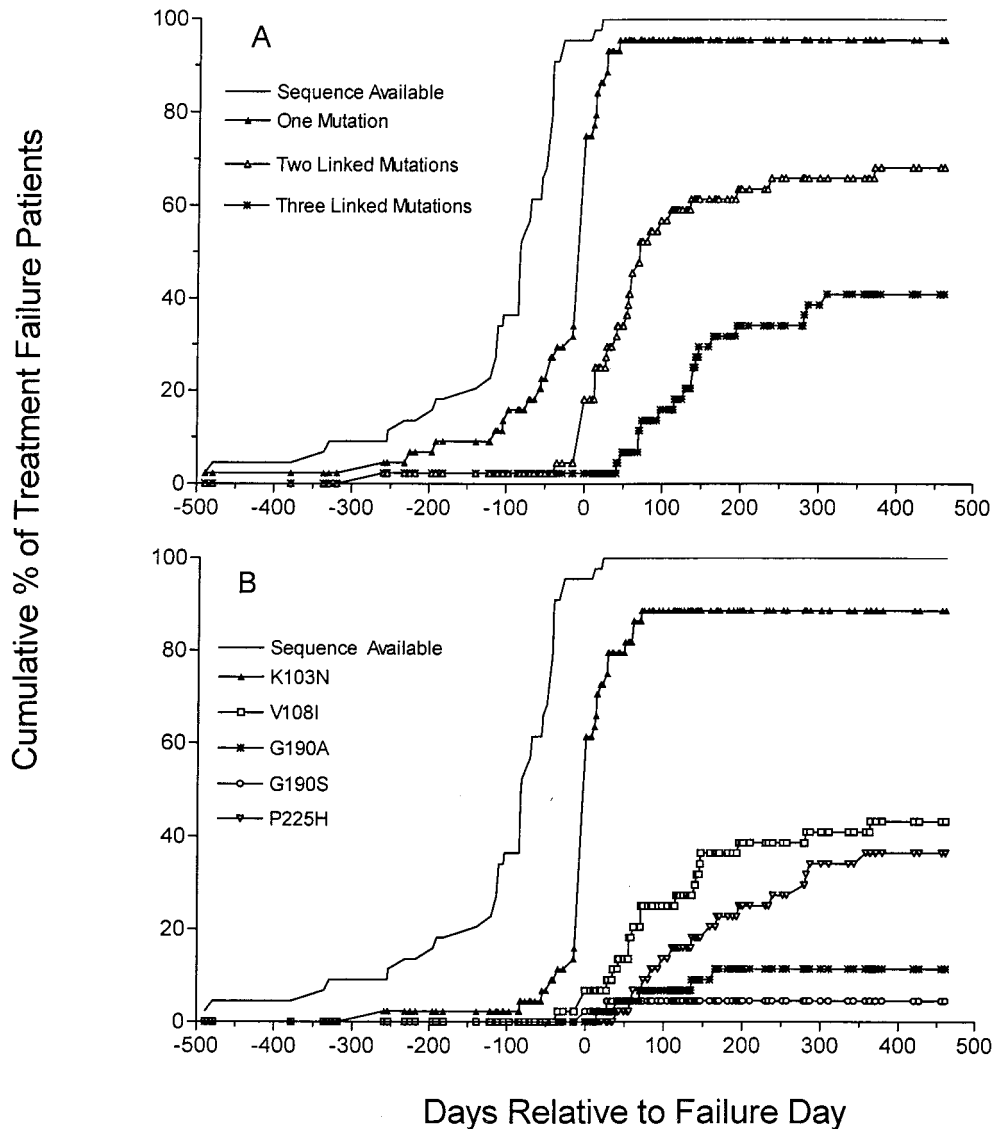 Cumulative % of Treatment Failure Patients
A
100
80
60
40
20
0
Sequence Available
One Mutation
Two Linked Mutations
Three Linked Mutations
-500 -400 -300 -200 -100 0 100 200 300 400 500
B
100
80
60
40
20
0
Sequence Available
K103N
V108I
G190A
G190S
P225H
-500 -400 -300 -200 -100 0 100 200 300 400 500
Days Relative to Failure Day